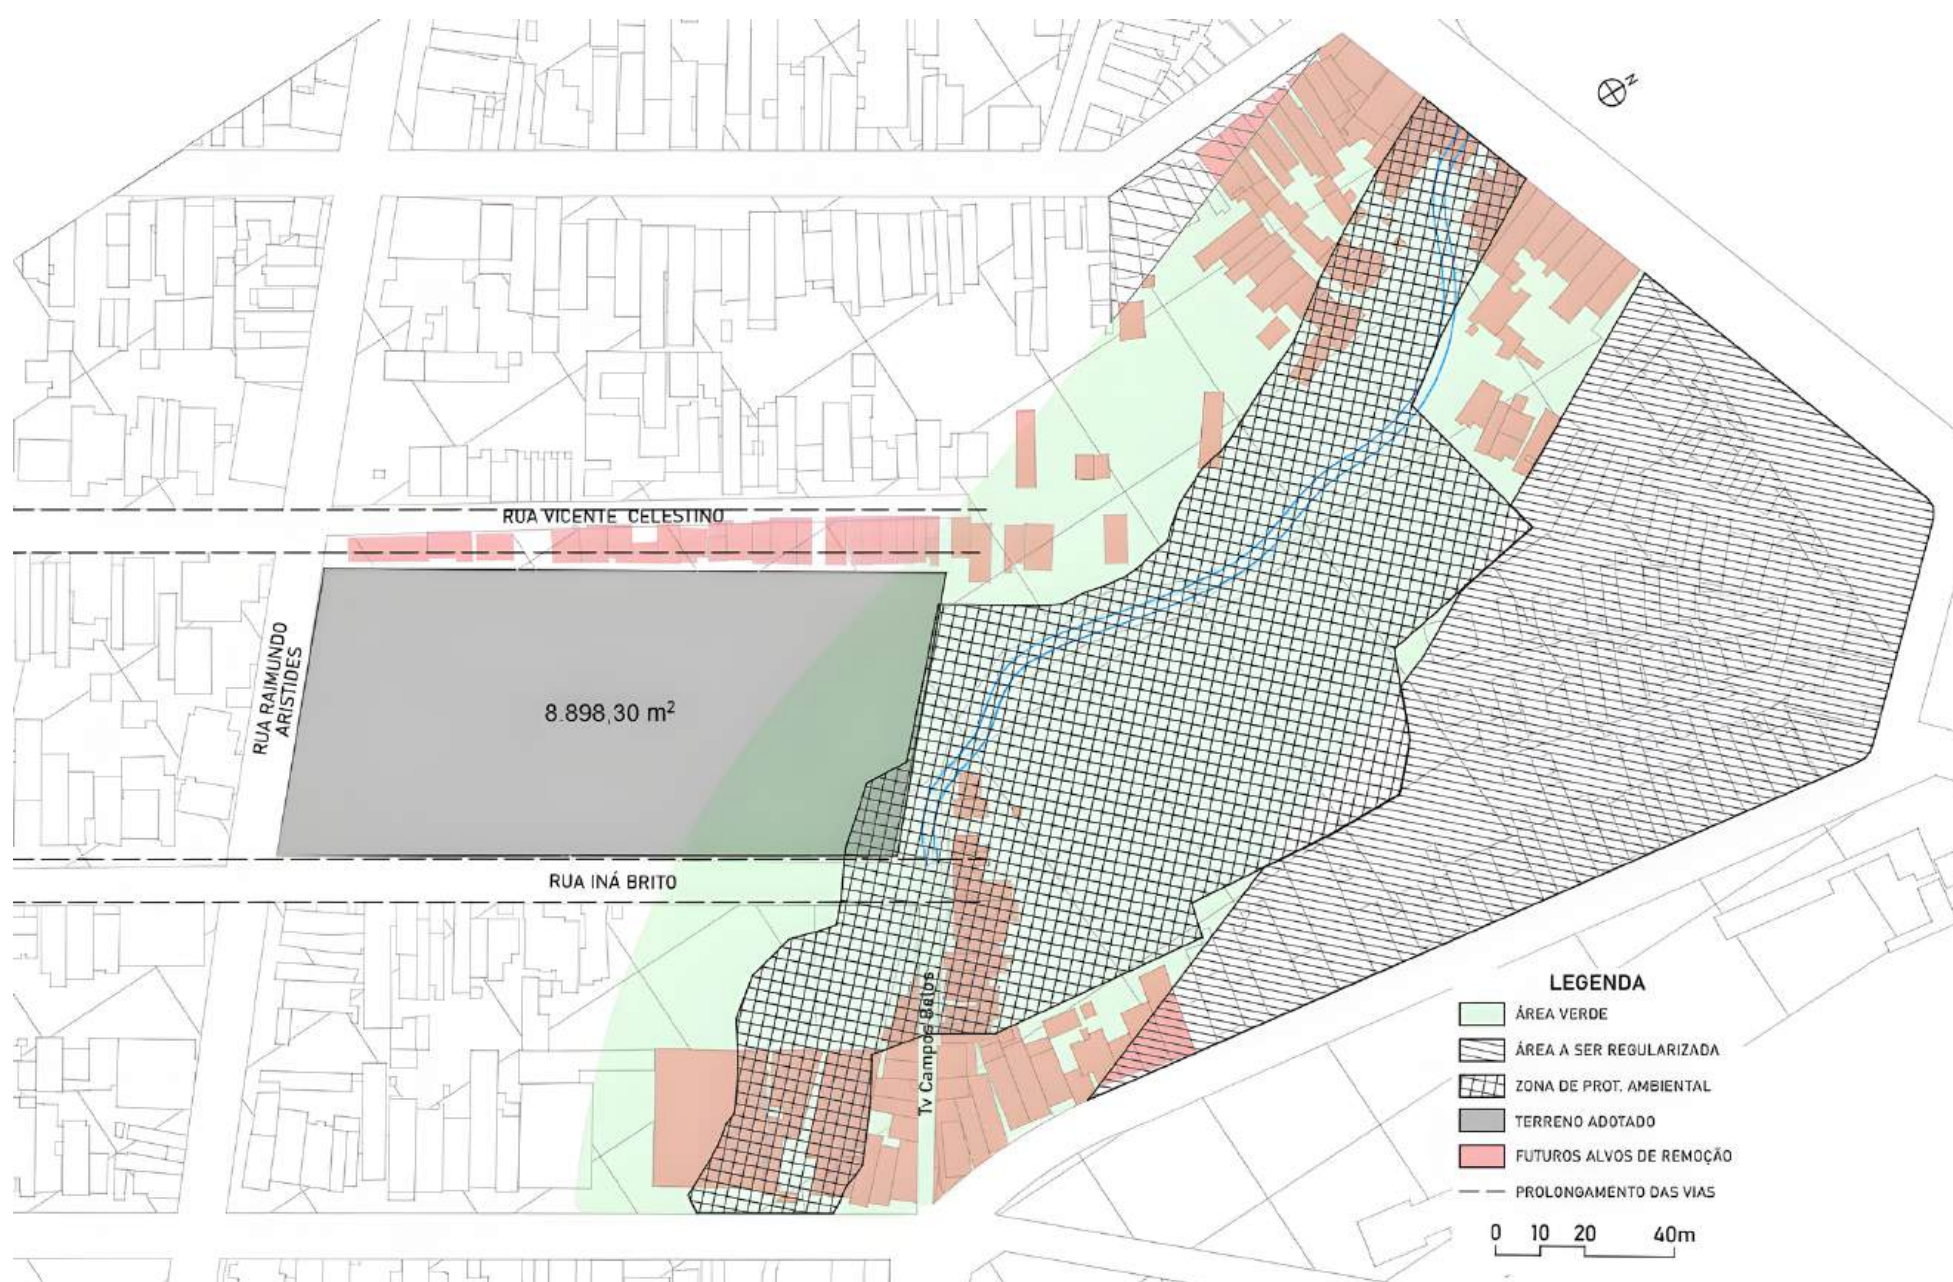 N
RUA VICENTE CELESTINO
RUA RAIMUNDO
ARISTIDES
8.898,30 m²
RUA INÁ BRITO
Tv Campos Belos
LEGENDA
ÁREA VERDE
ÁREA A SER REGULARIZADA
ZONA DE PROT. AMBIENTAL
TERRENO ADOTADO
FUTUROS ALVOS DE REMOÇÃO
PROLONGAMENTO DAS VIAS
0 10 20 40m